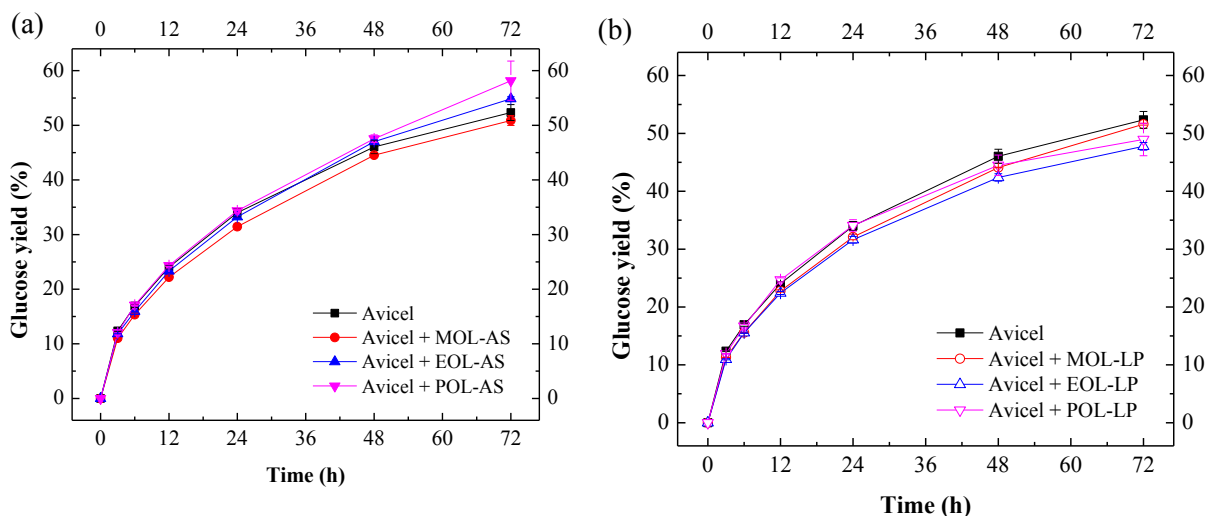 (a)
0 12 24 36 48 60 72
60 60
50 50
40 40
30 30
20 20
10 10
0 0
Glucose yield (%)
Avicel
Avicel + MOL-AS
Avicel + EOL-AS
Avicel + POL-AS
0 12 24 36 48 60 72
Time (h)
(b)
0 12 24 36 48 60 72
60 60
50 50
40 40
30 30
20 20
10 10
0 0
Glucose yield (%)
Avicel
Avicel + MOL-LP
Avicel + EOL-LP
Avicel + POL-LP
0 12 24 36 48 60 72
Time (h)